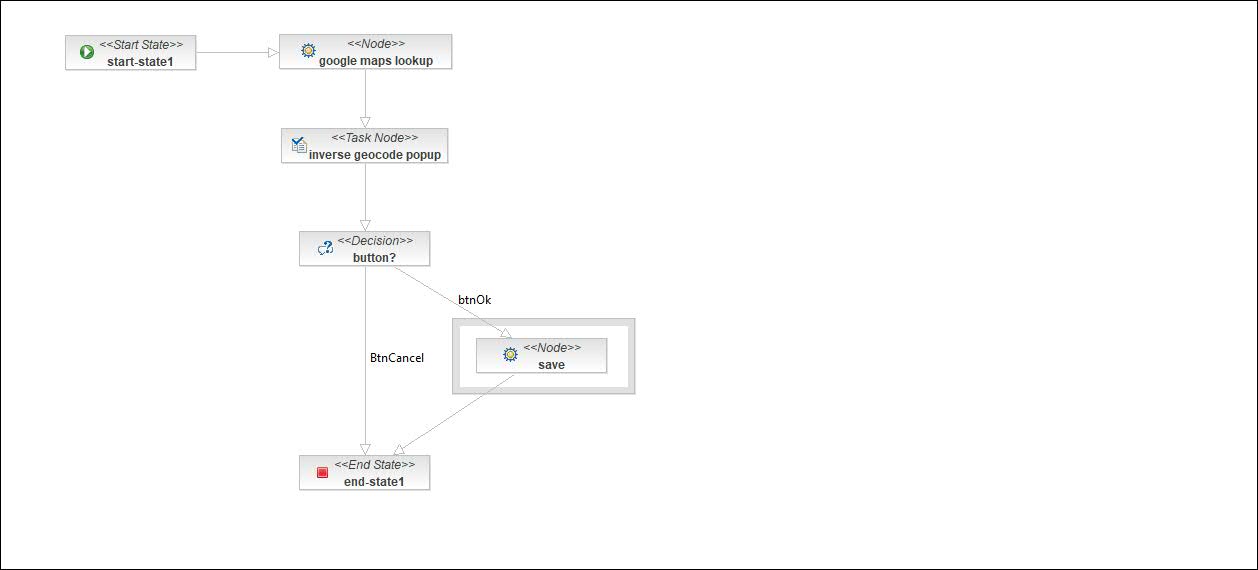 <<Start State>>
start-state1
<<Node>>
google maps lookup
<<Task Node>>
inverse geocode popup
<<Decision>>
button?
btnOk
<<Node>>
save
BtnCancel
<<End State>>
end-state1